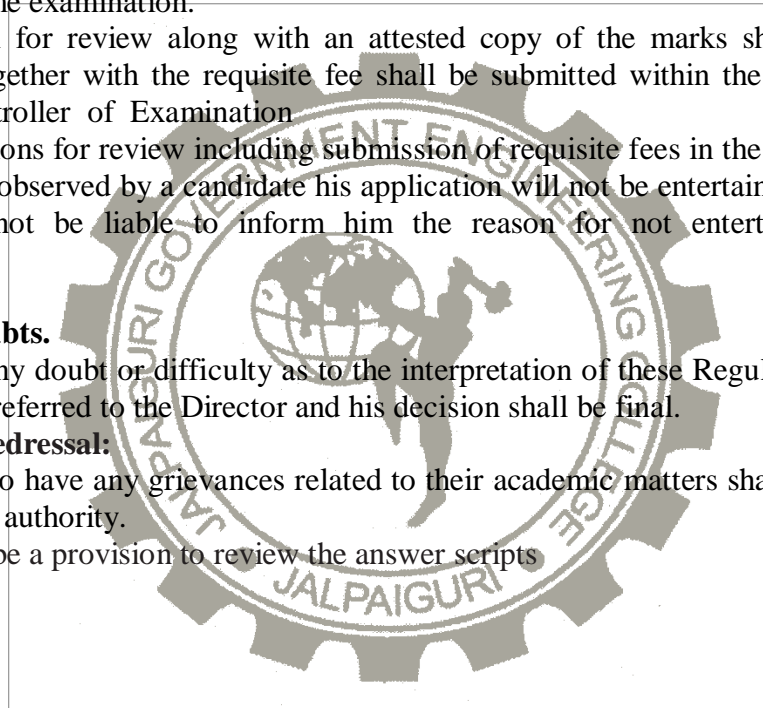 e examination.
for review along with an attested copy of the marks sh
gether with the requisite fee shall be submitted within the
troller of Examination
ons for review including submission of requisite fees in the
observed by a candidate his application will not be entertain
not be liable to inform him the reason for not entert
bts.
ny doubt or difficulty as to the interpretation of these Regul
referred to the Director and his decision shall be final.
edressal:
o have any grievances related to their academic matters sha
authority.
be a provision to review the answer scripts
JALPAIGURI GOVERNMENT ENGINEERING COLLEGE
JALPAIGURI